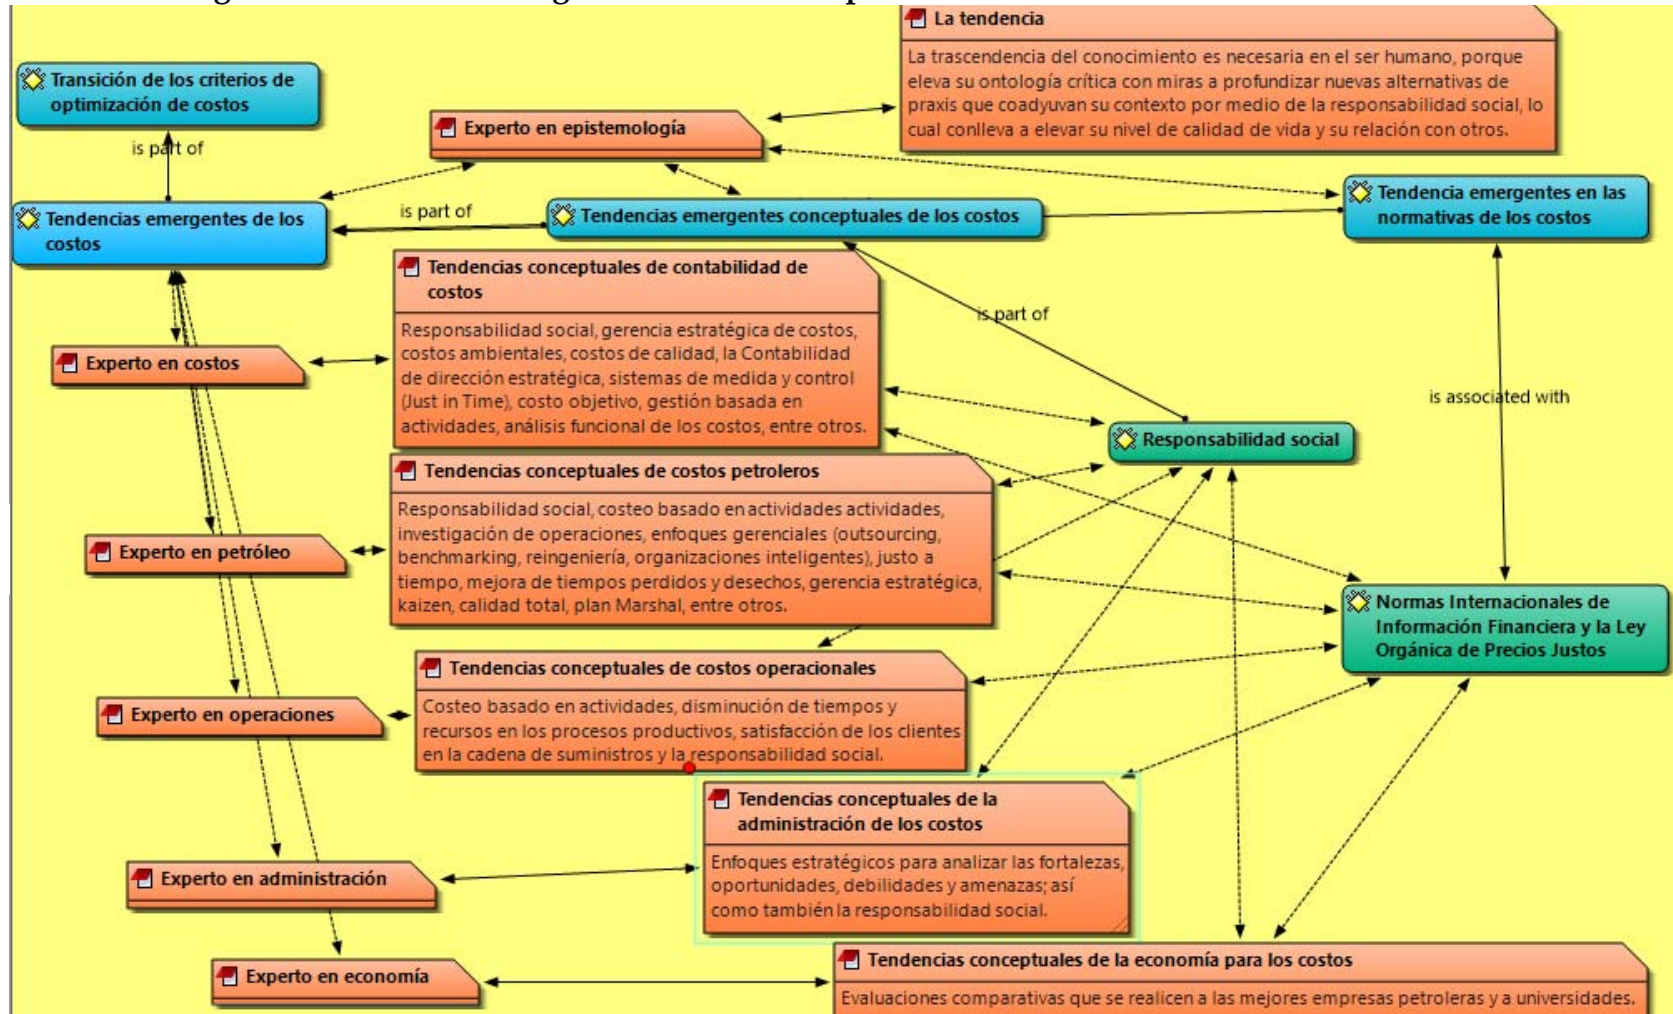 La tendencia
La trascendencia del conocimiento es necesaria en el ser humano, porque
eleva su ontología crítica con miras a profundizar nuevas alternativas de
praxis que coadyuvan su contexto por medio de la responsabilidad social, lo
cual conlleva a elevar su nivel de calidad de vida y su relación con otros.
Transición de los criterios de
optimización de costos
Experto en epistemología
is part of
Tendencias emergentes de los
costos
is part of
Tendencias emergentes conceptuales de los costos
Tendencia emergentes en las
normativas de los costos
Tendencias conceptuales de contabilidad de
costos
Responsabilidad social, gerencia estratégica de costos,
costos ambientales, costos de calidad, la Contabilidad
de dirección estratégica, sistemas de medida y control
(Just in Time), costo objetivo, gestión basada en
actividades, análisis funcional de los costos, entre otros.
is part of
Experto en costos
is associated with
Responsabilidad social
Tendencias conceptuales de costos petroleros
Responsabilidad social, costeo basado en actividades actividades,
investigación de operaciones, enfoques gerenciales (outsourcing,
benchmarking, reingeniería, organizaciones inteligentes), justo a
tiempo, mejora de tiempos perdidos y desechos, gerencia estratégica,
kaizen, calidad total, plan Marshal, entre otros.
Experto en petróleo
Normas Internacionales de
Información Financiera y la Ley
Orgánica de Precios Justos
Tendencias conceptuales de costos operacionales
Costeo basado en actividades, disminución de tiempos y
recursos en los procesos productivos, satisfacción de los clientes
en la cadena de suministros y la responsabilidad social.
Experto en operaciones
Tendencias conceptuales de la
administración de los costos
Enfoques estratégicos para analizar las fortalezas,
oportunidades, debilidades y amenazas; así
como también la responsabilidad social.
Experto en administración
Tendencias conceptuales de la economía para los costos
Evaluaciones comparativas que se realicen a las mejores empresas petroleras y a universidades.
Experto en economía